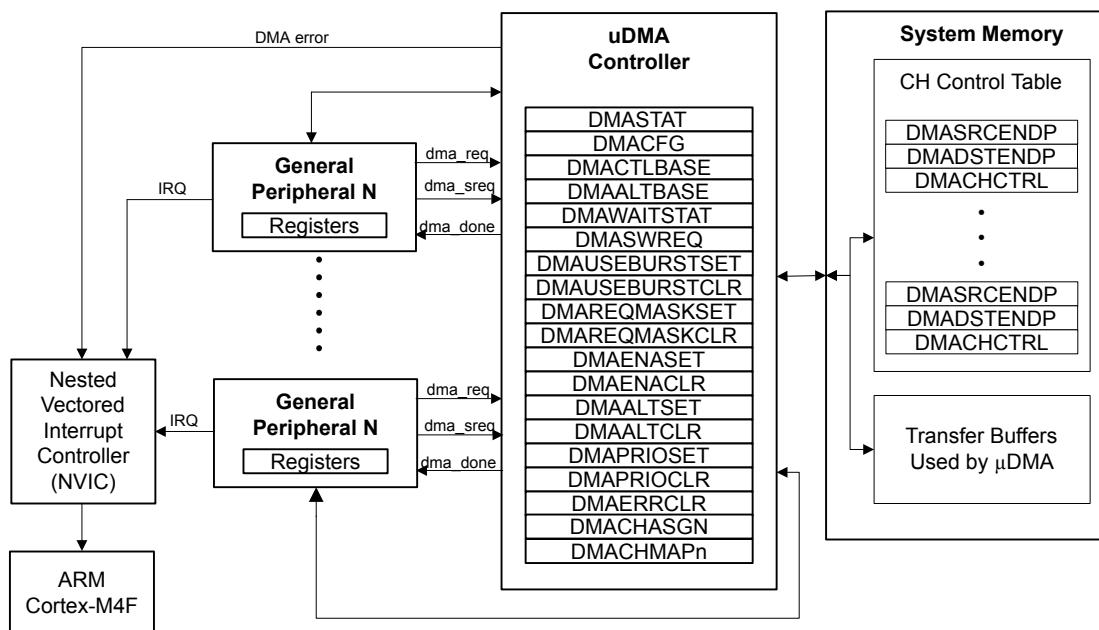 DMA error
uDMA
Controller
DMASTAT
DMACFG
DMACTLBASE
DMAALTBASE
DMAWAITSTAT
DMASWREQ
DMAUSEBURSTSET
DMAUSEBURSTCLR
DMAREQMASKSET
DMAREQMASKCLR
DMAENASET
DMAENACLR
DMAALTSET
DMAALTCLR
DMAPRIOSET
DMAPRIOCLR
DMAERRCLR
DMACHASGN
DMACHMAPn
System Memory
CH Control Table
DMASRCENDP
DMADSTENDP
DMACHCTRL
DMASRCENDP
DMADSTENDP
DMACHCTRL
Transfer Buffers
Used by μDMA
General
Peripheral N
Registers
dma_req
dma_sreq
dma_done
IRQ
General
Peripheral N
Registers
dma_req
dma_sreq
dma_done
IRQ
Nested
Vectored
Interrupt
Controller
(NVIC)
ARM
Cortex-M4F